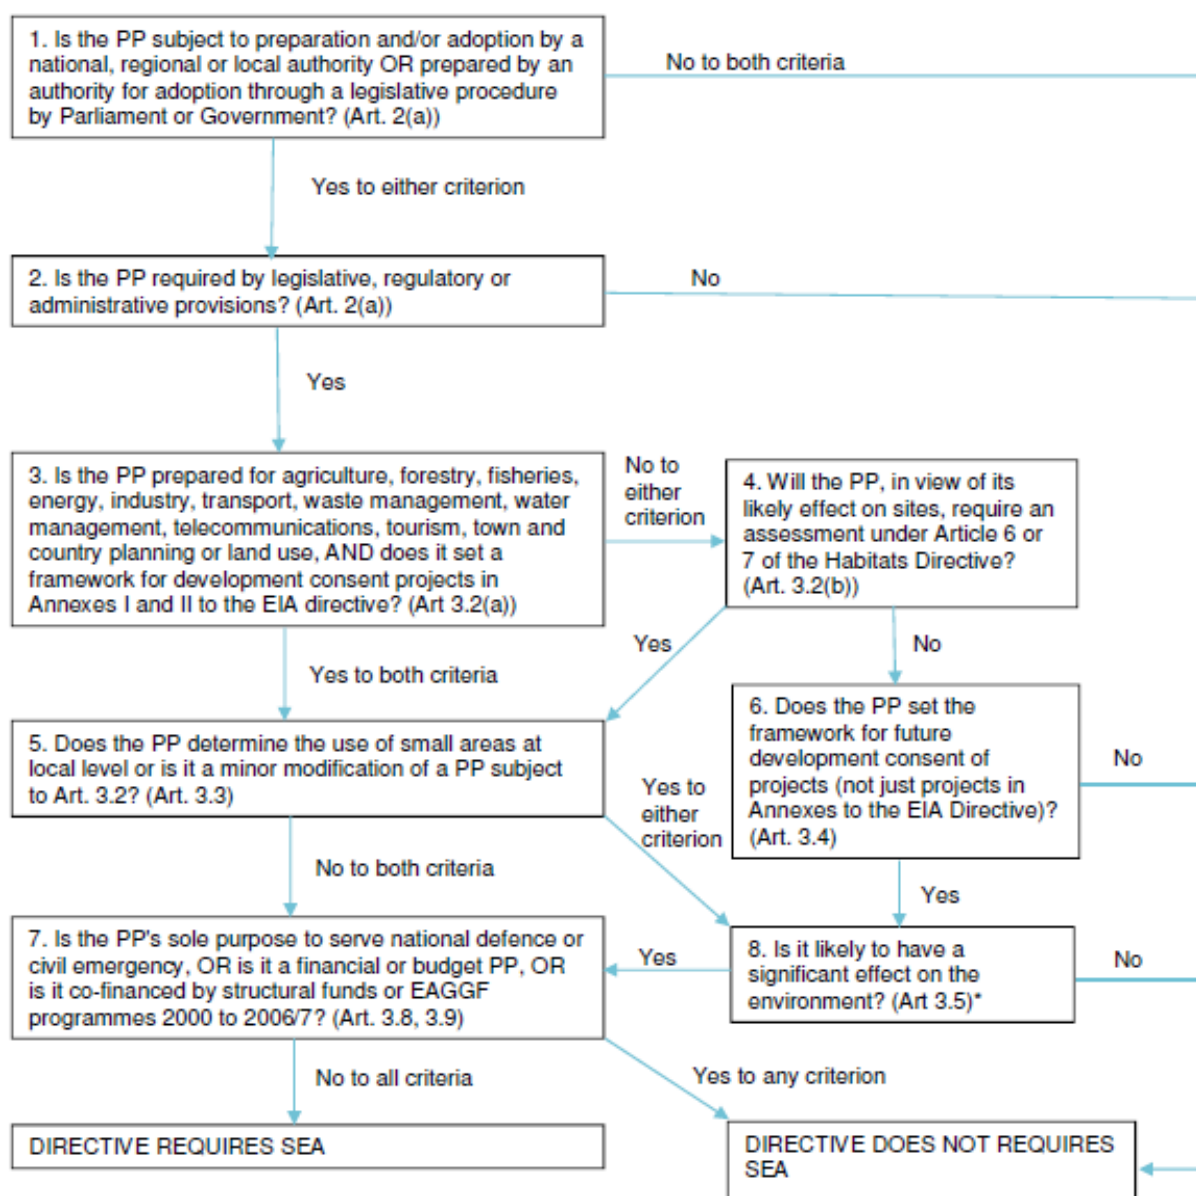 1. Is the PP subject to preparation and/or adoption by a
national, regional or local authority OR prepared by an
authority for adoption through a legislative procedure
by Parliament or Government? (Art. 2(a))
No to both criteria
Yes to either criterion
2. Is the PP required by legislative, regulatory or
administrative provisions? (Art. 2(a))
No
Yes
3. Is the PP prepared for agriculture, forestry, fisheries,
energy, industry, transport, waste management, water
management, telecommunications, tourism, town and
country planning or land use, AND does it set a
framework for development consent projects in
Annexes I and II to the EIA directive? (Art 3.2(a))
No to
either
criterion
4. Will the PP, in view of its
likely effect on sites, require an
assessment under Article 6 or
7 of the Habitats Directive?
(Art. 3.2(b))
Yes
No
Yes to both criteria
5. Does the PP determine the use of small areas at
local level or is it a minor modification of a PP subject
to Art. 3.2? (Art. 3.3)
6. Does the PP set the
framework for future
development consent of
projects (not just projects in
Annexes to the EIA Directive)?
(Art. 3.4)
No
Yes to
either
criterion
No to both criteria
Yes
7. Is the PP's sole purpose to serve national defence or
civil emergency, OR is it a financial or budget PP, OR
is it co-financed by structural funds or EAGGF
programmes 2000 to 2006/7? (Art. 3.8, 3.9)
Yes
8. Is it likely to have a
significant effect on the
environment? (Art 3.5)*
No
No to all criteria
Yes to any criterion
DIRECTIVE REQUIRES SEA
DIRECTIVE DOES NOT REQUIRES
SEA